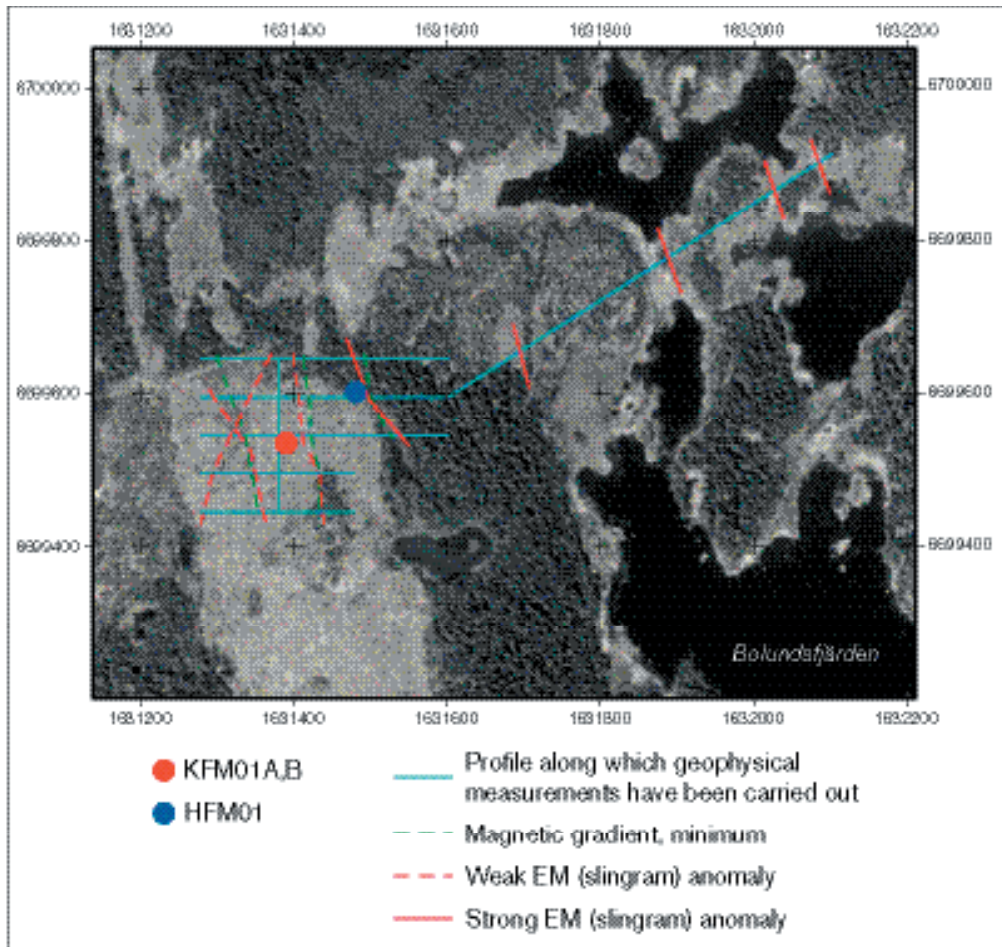 1631200 1631400 1631600 1631800 1632000 1632200
6700000 6700000
6699800 6699800
6699600 6699600
6699400 6699400
Bolundsfjärden
1631200 1631400 1631600 1631800 1632000 1632200
KFM01A,B
HFM01
Profile along which geophysical
measurements have been carried out
Magnetic gradient, minimum
Weak EM (slingram) anomaly
Strong EM (slingram) anomaly